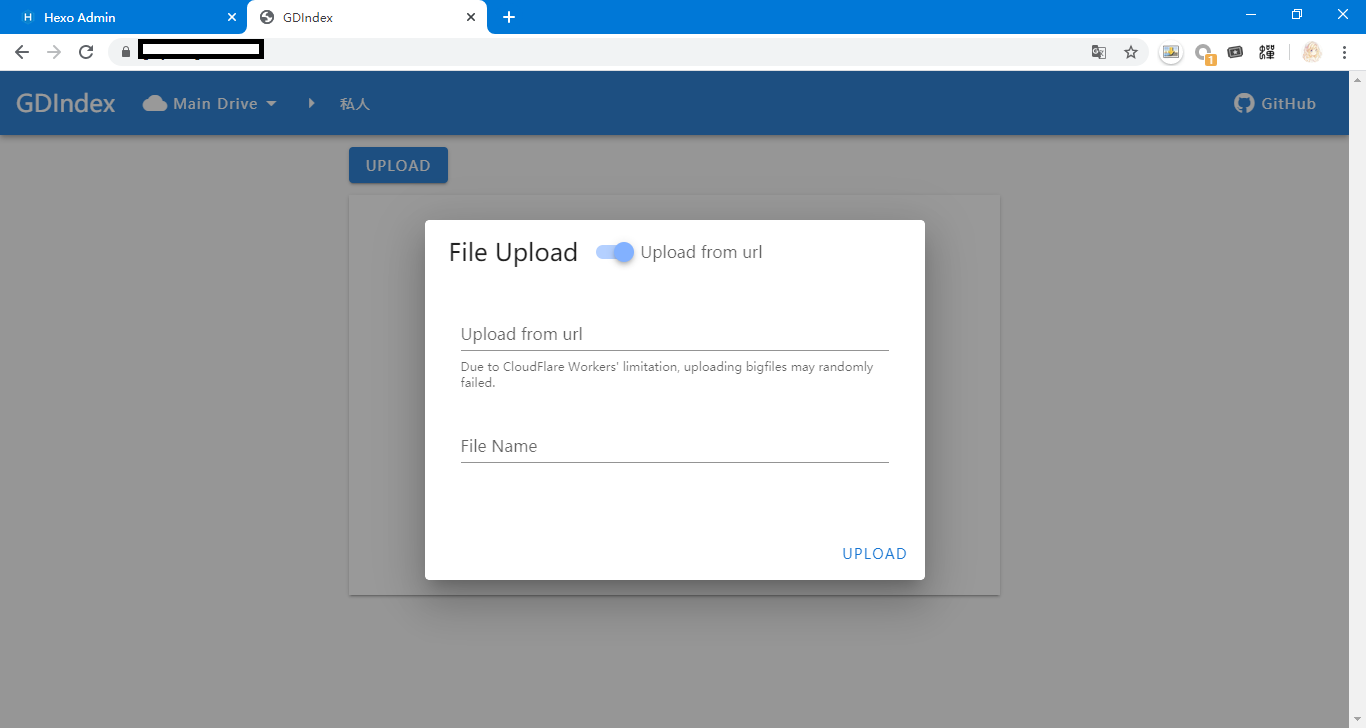 Hexo Admin
GDIndex
GDIndex
Main Drive
私人
GitHub
UPLOAD
File Upload
Upload from url
Upload from url
Due to CloudFlare Workers' limitation, uploading bigfiles may randomly
failed.
File Name
UPLOAD